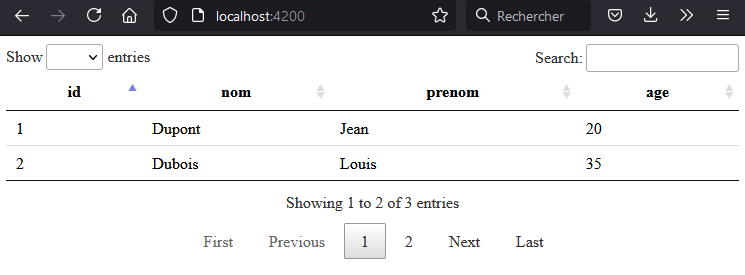 localhost:4200 Rechercher
Show entries Search:
id nom prenom age
1 Dupont Jean 20
2 Dubois Louis 35
Showing 1 to 2 of 3 entries
First Previous 1 2 Next Last